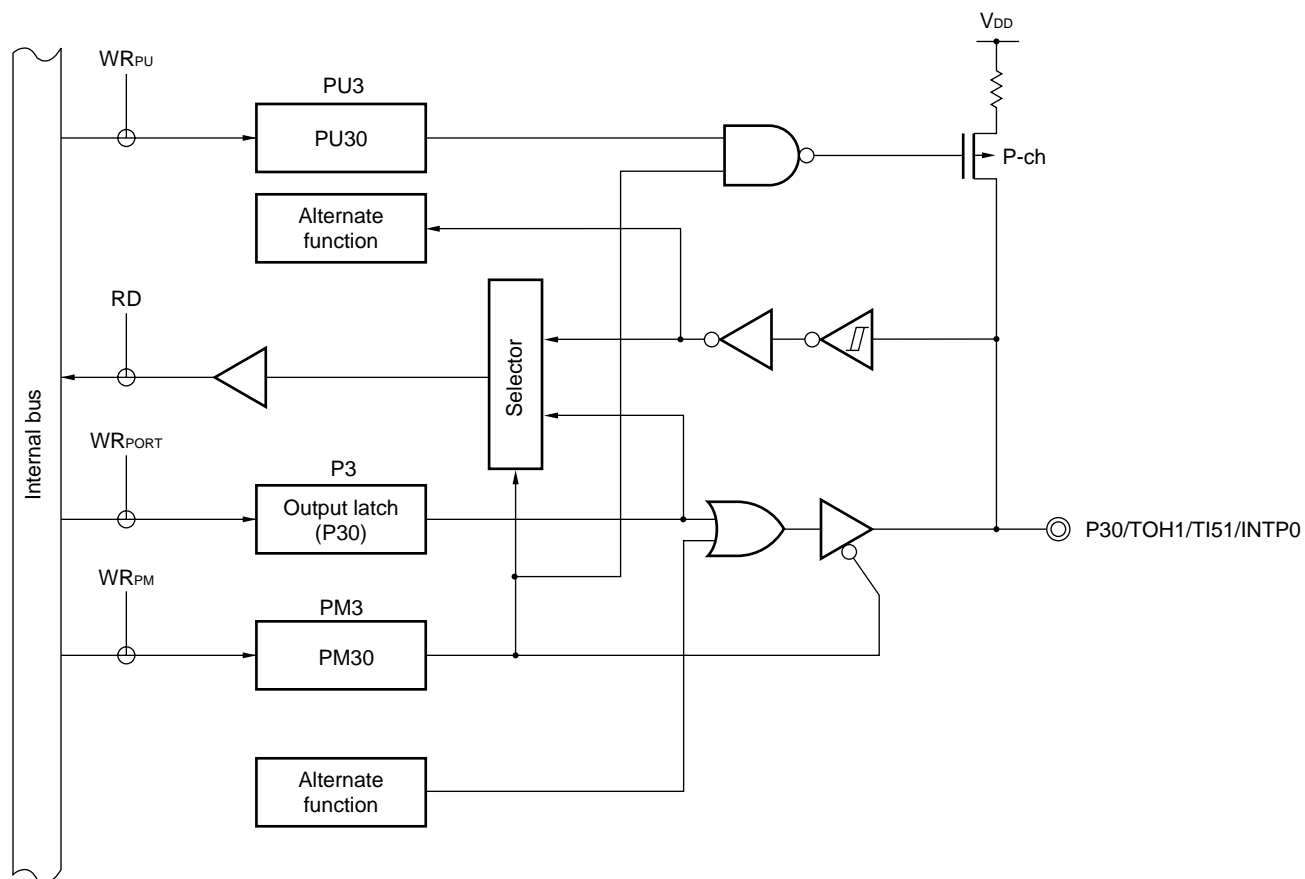 VDD
WRPU
PU3
PU30
P-ch
Alternate
function
RD
Selector
Internal bus
WRPORT
P3
Output latch
(P30)
P30/TOH1/TI51/INTP0
WRPM
PM3
PM30
Alternate
function